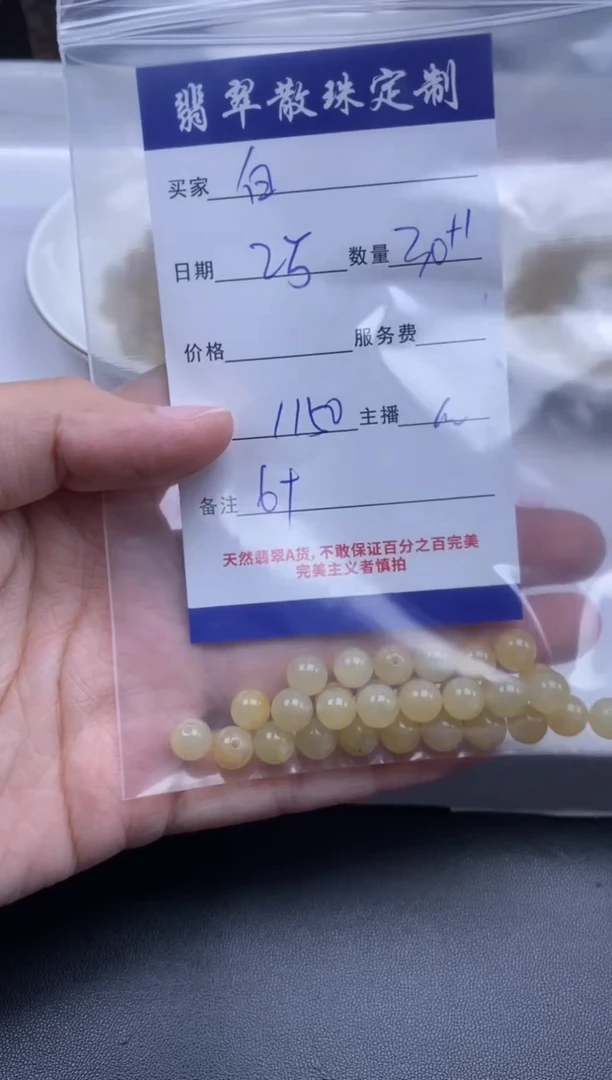 翡翠散珠定制
买家 白
日期 25 数量 30+1
价格 服务费
1150 主播
备注 6+
天然翡翠A货,不敢保证百分之百完美
完美主义者慎拍